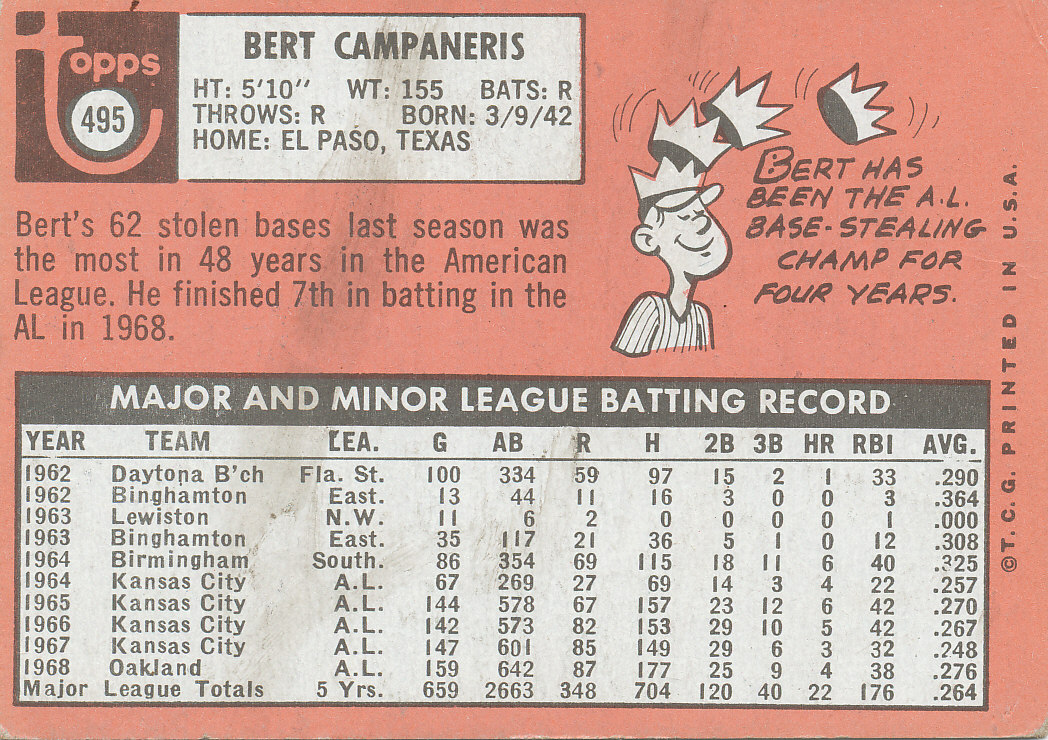 topps
495
BERT CAMPANERIS
HT: 5'10" WT: 155 BATS: R
THROWS: R BORN: 3/9/42
HOME: EL PASO, TEXAS
Bert's 62 stolen bases last season was
the most in 48 years in the American
League. He finished 7th in batting in the
AL in 1968.
BERT HAS
BEEN THE A.L.
BASE-STEALING
CHAMP FOR
FOUR YEARS.
MAJOR AND MINOR LEAGUE BATTING RECORD
YEAR TEAM LEA. G AB R H 2B 3B HR RBI AVG.
1962 Daytona B'ch Fla. St. 100 334 59 97 15 2 1 33 .290
1962 Binghamton East. 13 44 11 16 3 0 0 3 .364
1963 Lewiston N.W. 11 6 2 0 0 0 0 1 .000
1963 Binghamton East. 35 117 21 36 5 1 0 12 .308
1964 Birmingham South. 86 354 69 115 18 11 6 40 .325
1964 Kansas City A.L. 67 269 27 69 14 3 4 22 .257
1965 Kansas City A.L. 144 578 67 157 23 12 6 42 .270
1966 Kansas City A.L. 142 573 82 153 29 10 5 42 .267
1967 Kansas City A.L. 147 601 85 149 29 6 3 32 .248
1968 Oakland A.L. 159 642 87 177 25 9 4 38 .276
Major League Totals 5 Yrs. 659 2663 348 704 120 40 22 176 .264
©T.C.G. PRINTED IN U.S.A.